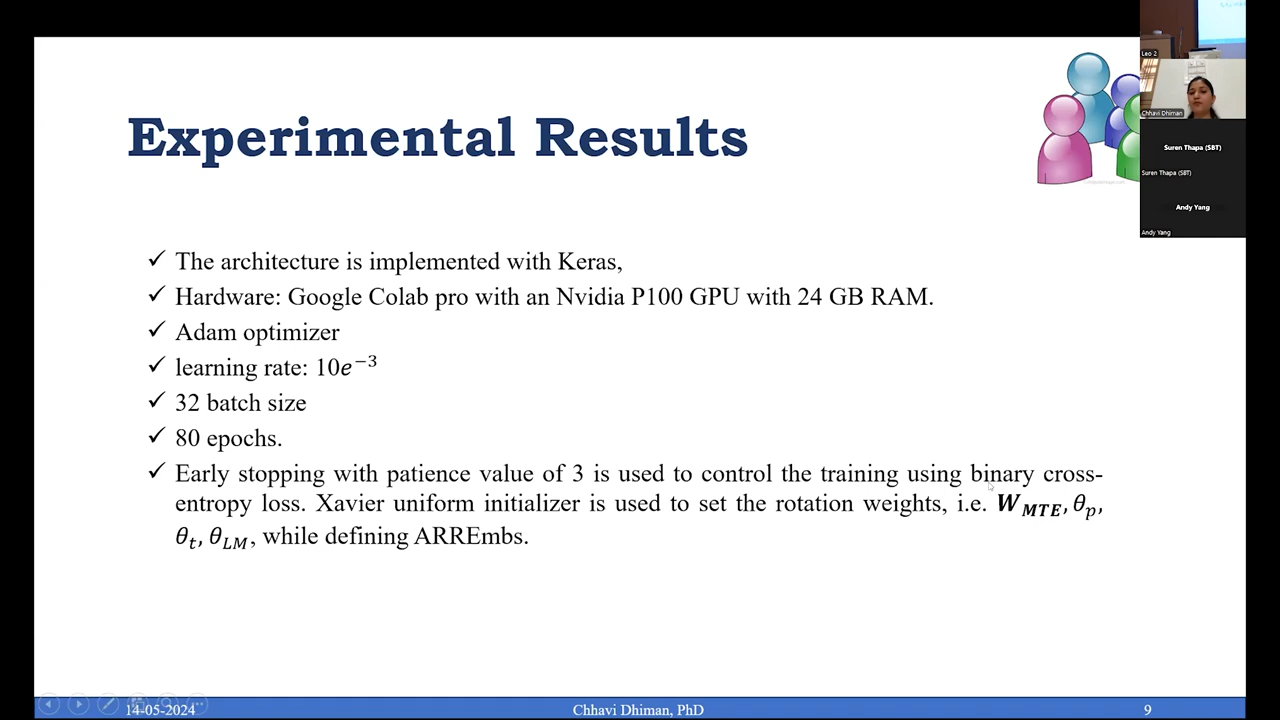 Experimental Results
✓ The architecture is implemented with Keras,
✓ Hardware: Google Colab pro with an Nvidia P100 GPU with 24 GB RAM.
✓ Adam optimizer
✓ learning rate: 10e⁻³
✓ 32 batch size
✓ 80 epochs.
✓ Early stopping with patience value of 3 is used to control the training using binary cross-
entropy loss. Xavier uniform initializer is used to set the rotation weights, i.e. W_MTE, θ_p,
θ_t, θ_LM, while defining ARREmbs.
Leo 2
Chhavi Dhiman
Suren Thapa (SBT)
Suren Thapa (SBT)
Andy Yang
Andy Yang
14-05-2024
Chhavi Dhiman, PhD
9